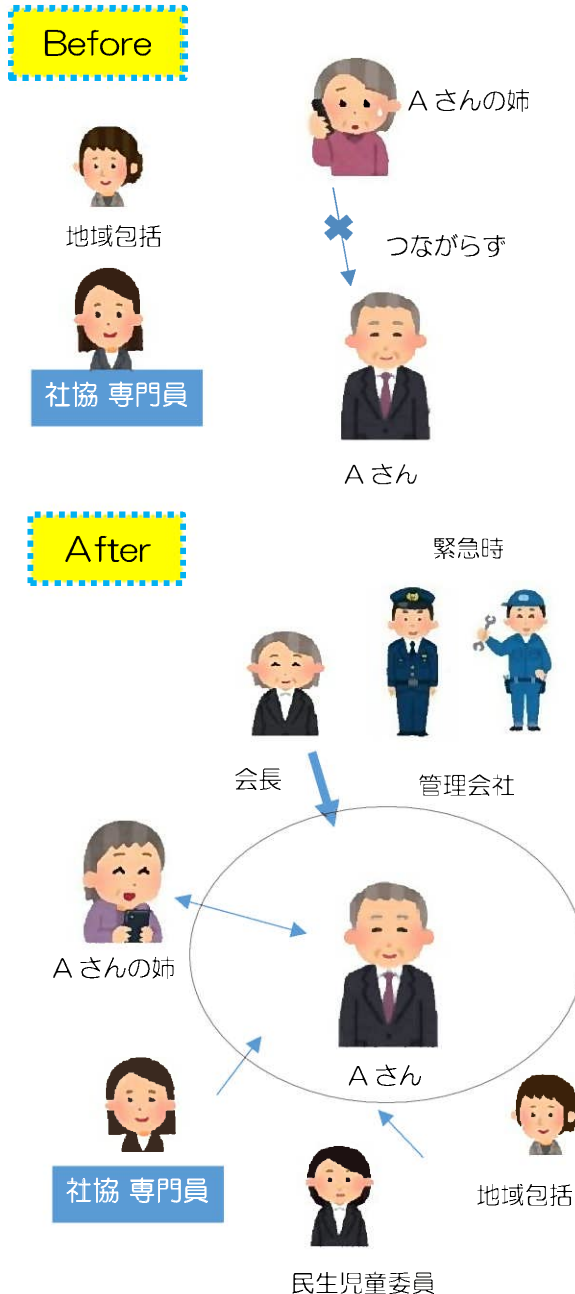 Before
Aさんの姉
地域包括
つながらず
社協 専門員
Aさん
After
緊急時
会長
管理会社
Aさんの姉
Aさん
社協 専門員
地域包括
民生児童委員